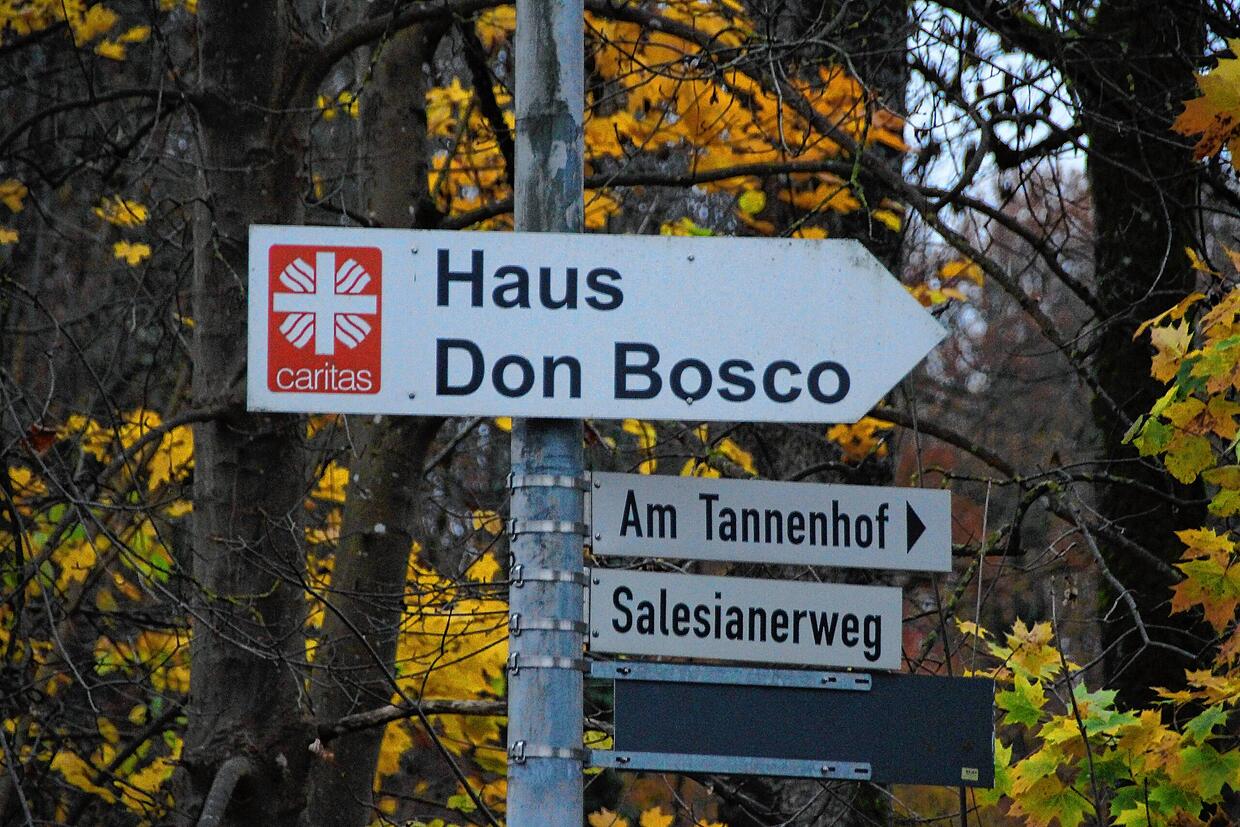 caritas
Haus
Don Bosco
Am Tannenhof
Salesianerweg